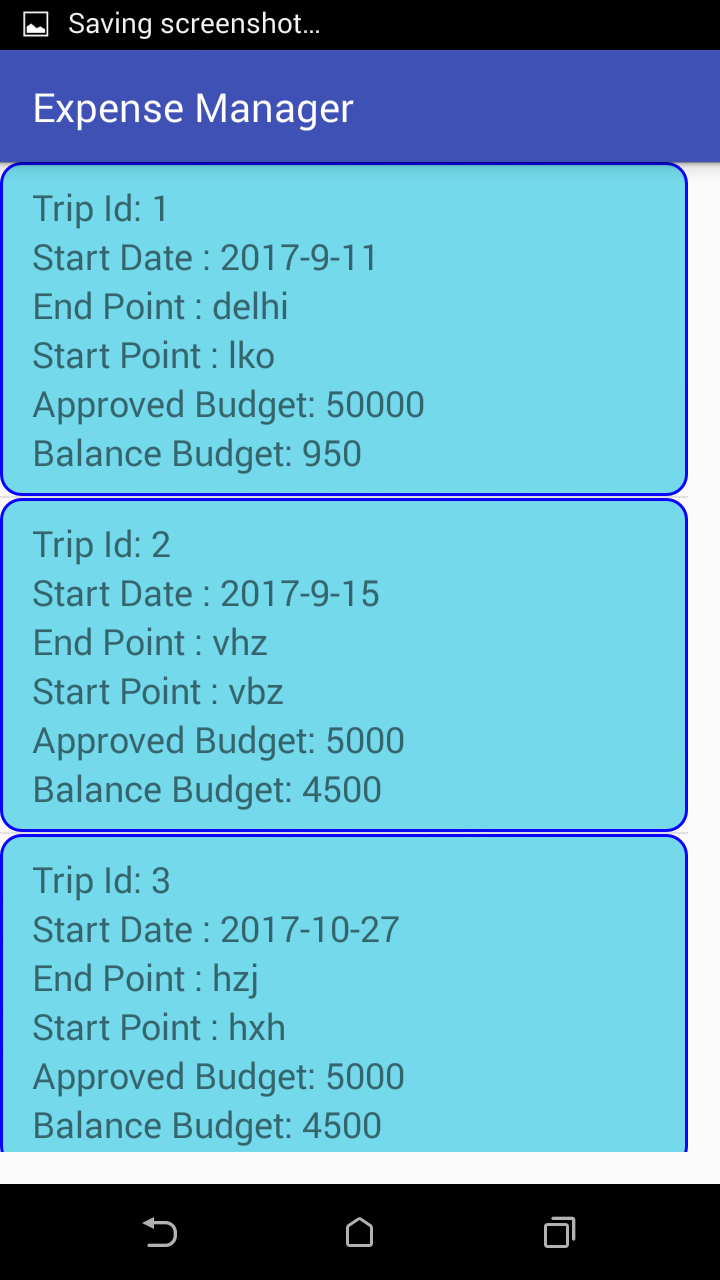 Saving screenshot...
Expense Manager
Trip Id: 1
Start Date : 2017-9-11
End Point : delhi
Start Point : lko
Approved Budget: 50000
Balance Budget: 950
Trip Id: 2
Start Date : 2017-9-15
End Point : vhz
Start Point : vbz
Approved Budget: 5000
Balance Budget: 4500
Trip Id: 3
Start Date : 2017-10-27
End Point : hzj
Start Point : hxh
Approved Budget: 5000
Balance Budget: 4500